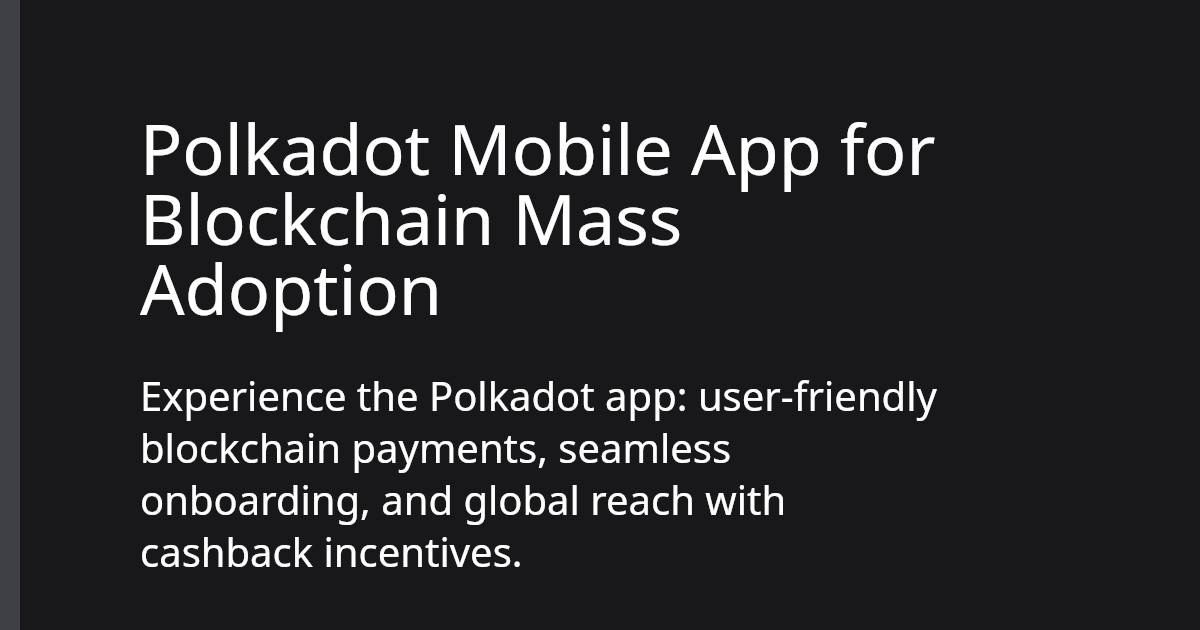 Polkadot Mobile App for
Blockchain Mass
Adoption
Experience the Polkadot app: user-friendly
blockchain payments, seamless
onboarding, and global reach with
cashback incentives.